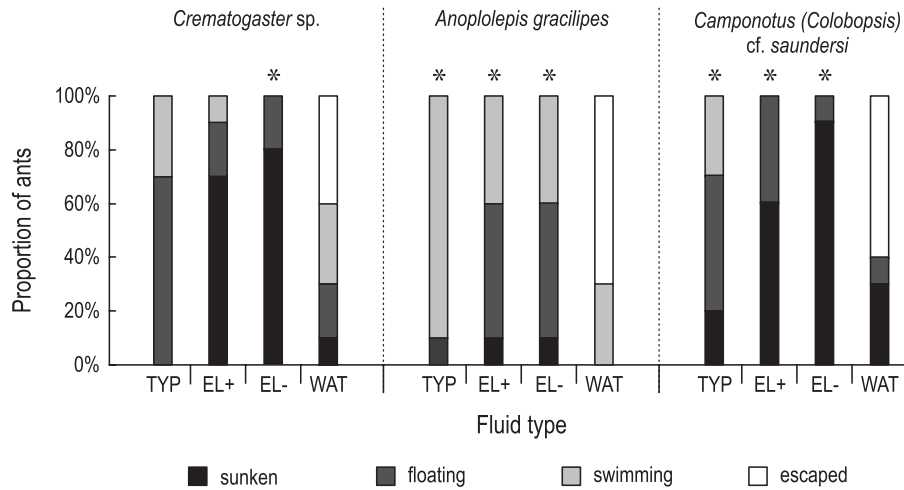 Crematogaster sp.
Anoplolepis gracilipes
Camponotus (Colobopsis)
cf. saundersi
* * * * * * *
100%
80%
60%
40%
20%
0%
Proportion of ants
TYP EL+ EL- WAT TYP EL+ EL- WAT TYP EL+ EL- WAT
Fluid type
sunken floating swimming escaped